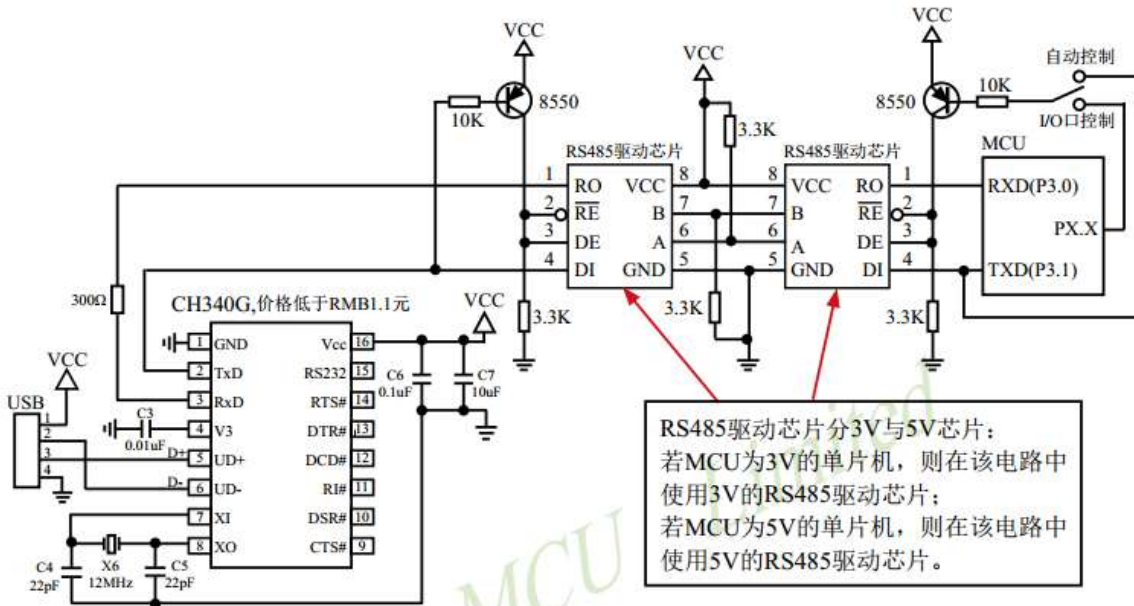 VCC
VCC
VCC
自动控制
8550
10K
3.3K
8550
10K
I/O口控制
MCU
RS485驱动芯片
RS485驱动芯片
1 RO VCC 8
8 VCC RO 1
RXD(P3.0)
2 RE B 7
7 B RE 2
PX.X
3 DE A 6
6 A DE 3
4 DI GND 5
5 GND DI 4
TXD(P3.1)
300Ω
CH340G,价格低于RMB1.1元
VCC
3.3K
3.3K
3.3K
1 GND Vcc 16
2 TxD RS232 15
3 RxD RTS# 14
4 V3 DTR# 13
5 UD+ DCD# 12
6 UD- RI# 11
7 XI DSR# 10
8 XO CTS# 9
C6
0.1uF
C7
10uF
VCC
USB
1
2
3
4
C3
0.01uF
D+
D-
C4
22pF
X6
12MHz
C5
22pF
RS485驱动芯片分3V与5V芯片：
若MCU为3V的单片机，则在该电路中
使用3V的RS485驱动芯片；
若MCU为5V的单片机，则在该电路中
使用5V的RS485驱动芯片。
MCU Limited